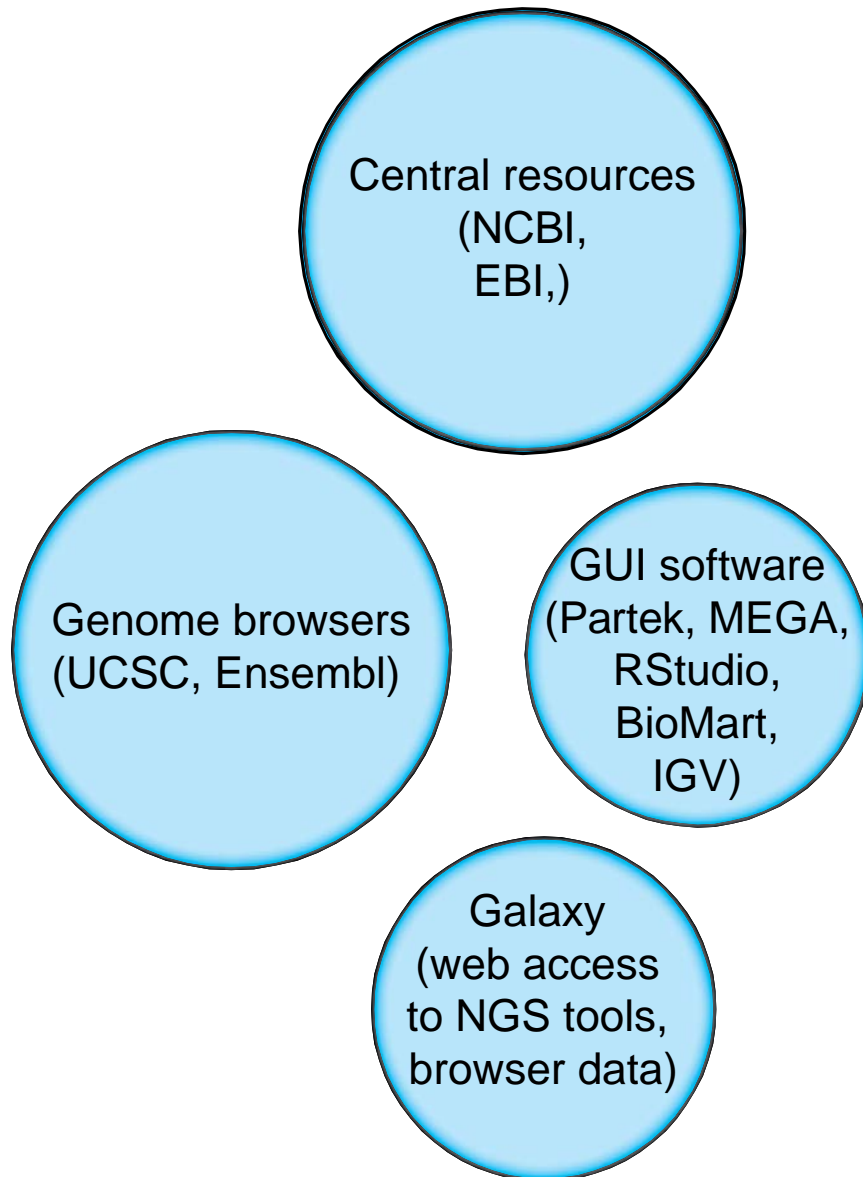 Central resources
(NCBI,
EBI,)
Genome browsers
(UCSC, Ensembl)
GUI software
(Partek, MEGA,
RStudio,
BioMart,
IGV)
Galaxy
(web access
to NGS tools,
browser data)